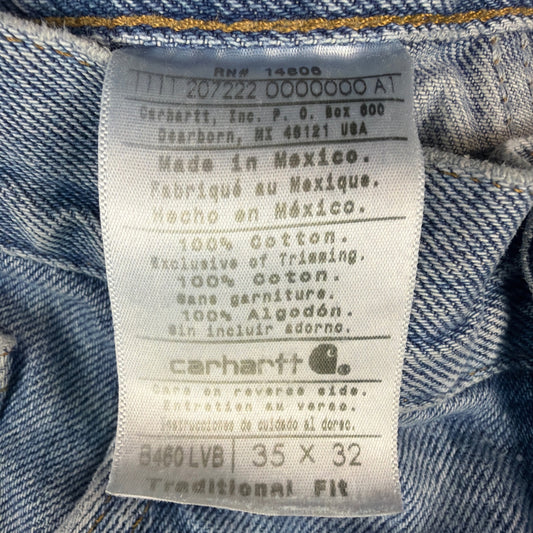 RN# 14806
1111 207222 0000000 A1
Carhartt, Inc. P. O. Box 600
Dearborn, MI 48121 USA
Made in Mexico.
Fabriqué au Mexique.
Hecho en México.
100% Cotton.
Exclusive of Trimming.
100% Coton.
Sans garniture.
100% Algodón.
Sin incluir adorno.
carhartt
Care on reverse side.
Entretien au verso.
Instrucciones de cuidado al dorso.
B460 LVB 35 X 32
Traditional Fit